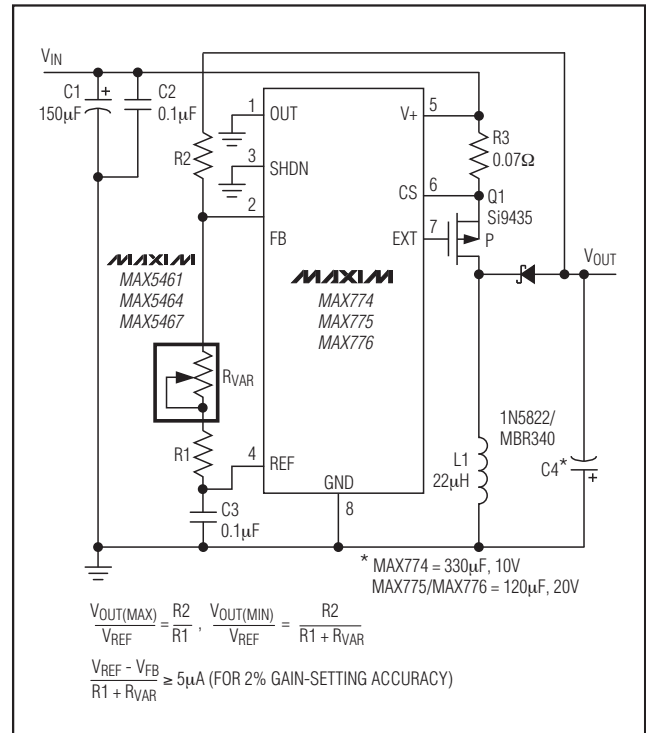 VIN
C1
150µF
+
C2
0.1µF
R2
1
OUT
3
SHDN
2
FB
V+
5
R3
0.07Ω
CS
6
Q1
Si9435
EXT
7
P
VOUT
MAXIM
MAX5461
MAX5464
MAX5467
MAXIM
MAX774
MAX775
MAX776
RVAR
R1
4
REF
C3
0.1µF
GND
8
L1
22µH
1N5822/
MBR340
C4*
+
* MAX774 = 330µF, 10V
MAX775/MAX776 = 120µF, 20V
VOUT(MAX)/VREF = R2/R1 , VOUT(MIN)/VREF = R2/(R1 + RVAR)
(VREF - VFB)/(R1 + RVAR) ≥ 5µA (FOR 2% GAIN-SETTING ACCURACY)